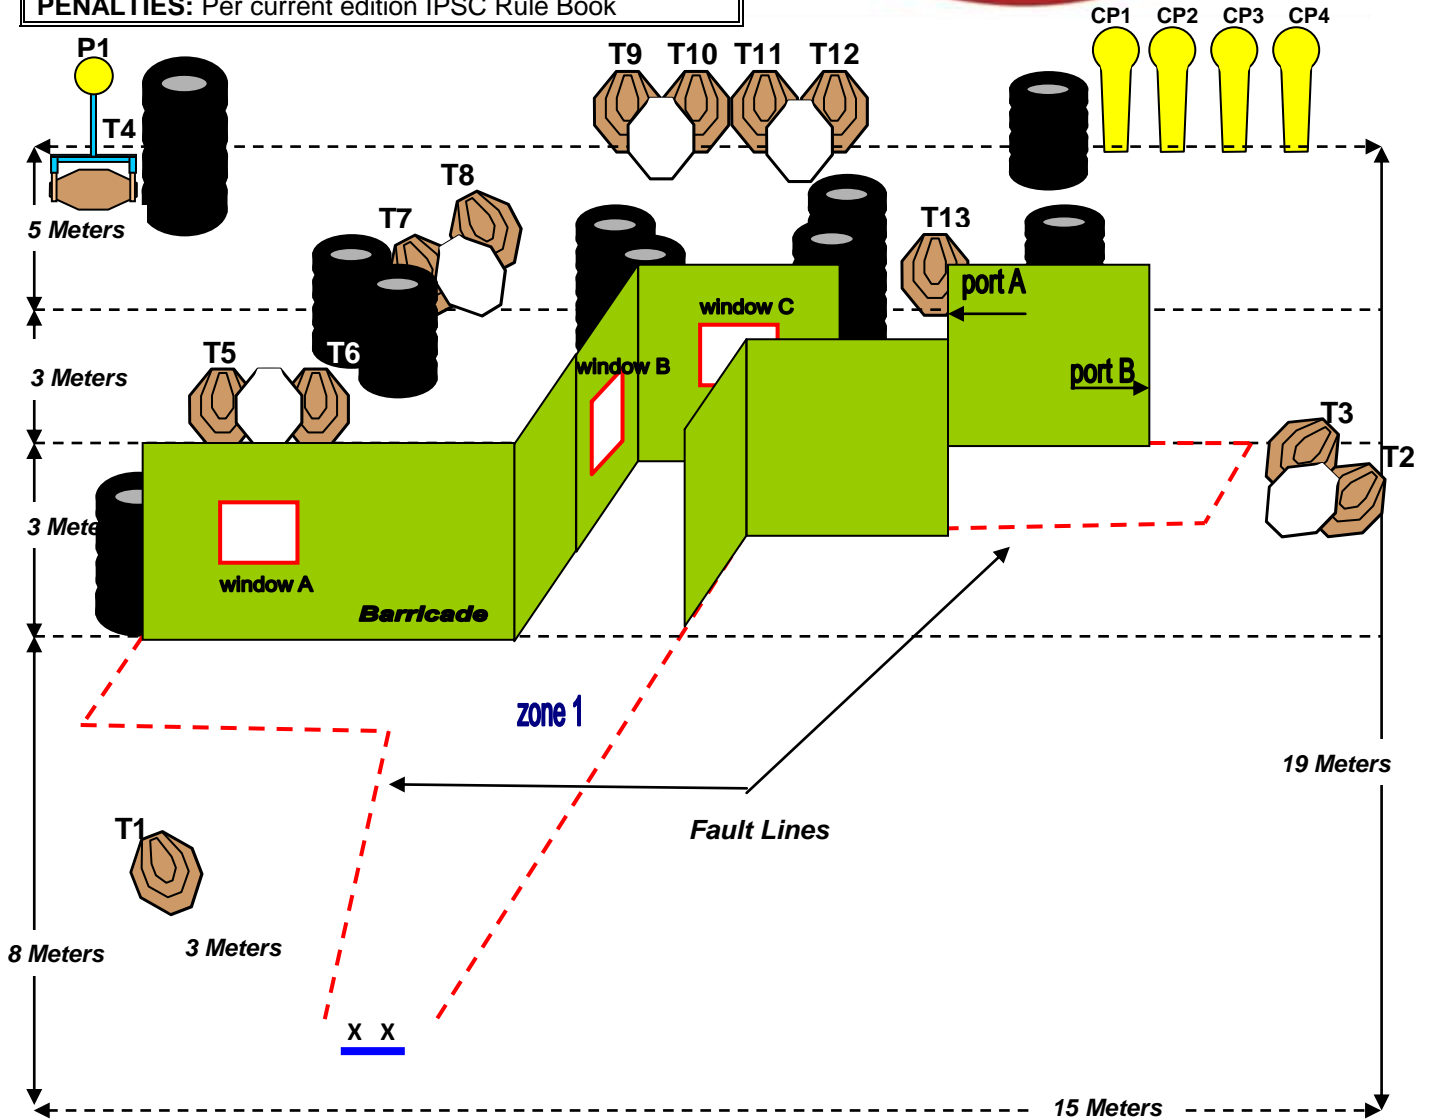 PENALTIES: Per current edition IPSC Rule Book
CP1 CP2 CP3 CP4
P1
T9 T10 T11 T12
T4
T8
T7
T13
5 Meters
port A
window C
T5 T6
window B
3 Meters
port B
T3
T2
3 Mete
window A
Barricade
zone 1
19 Meters
T1
Fault Lines
8 Meters
3 Meters
X X
15 Meters